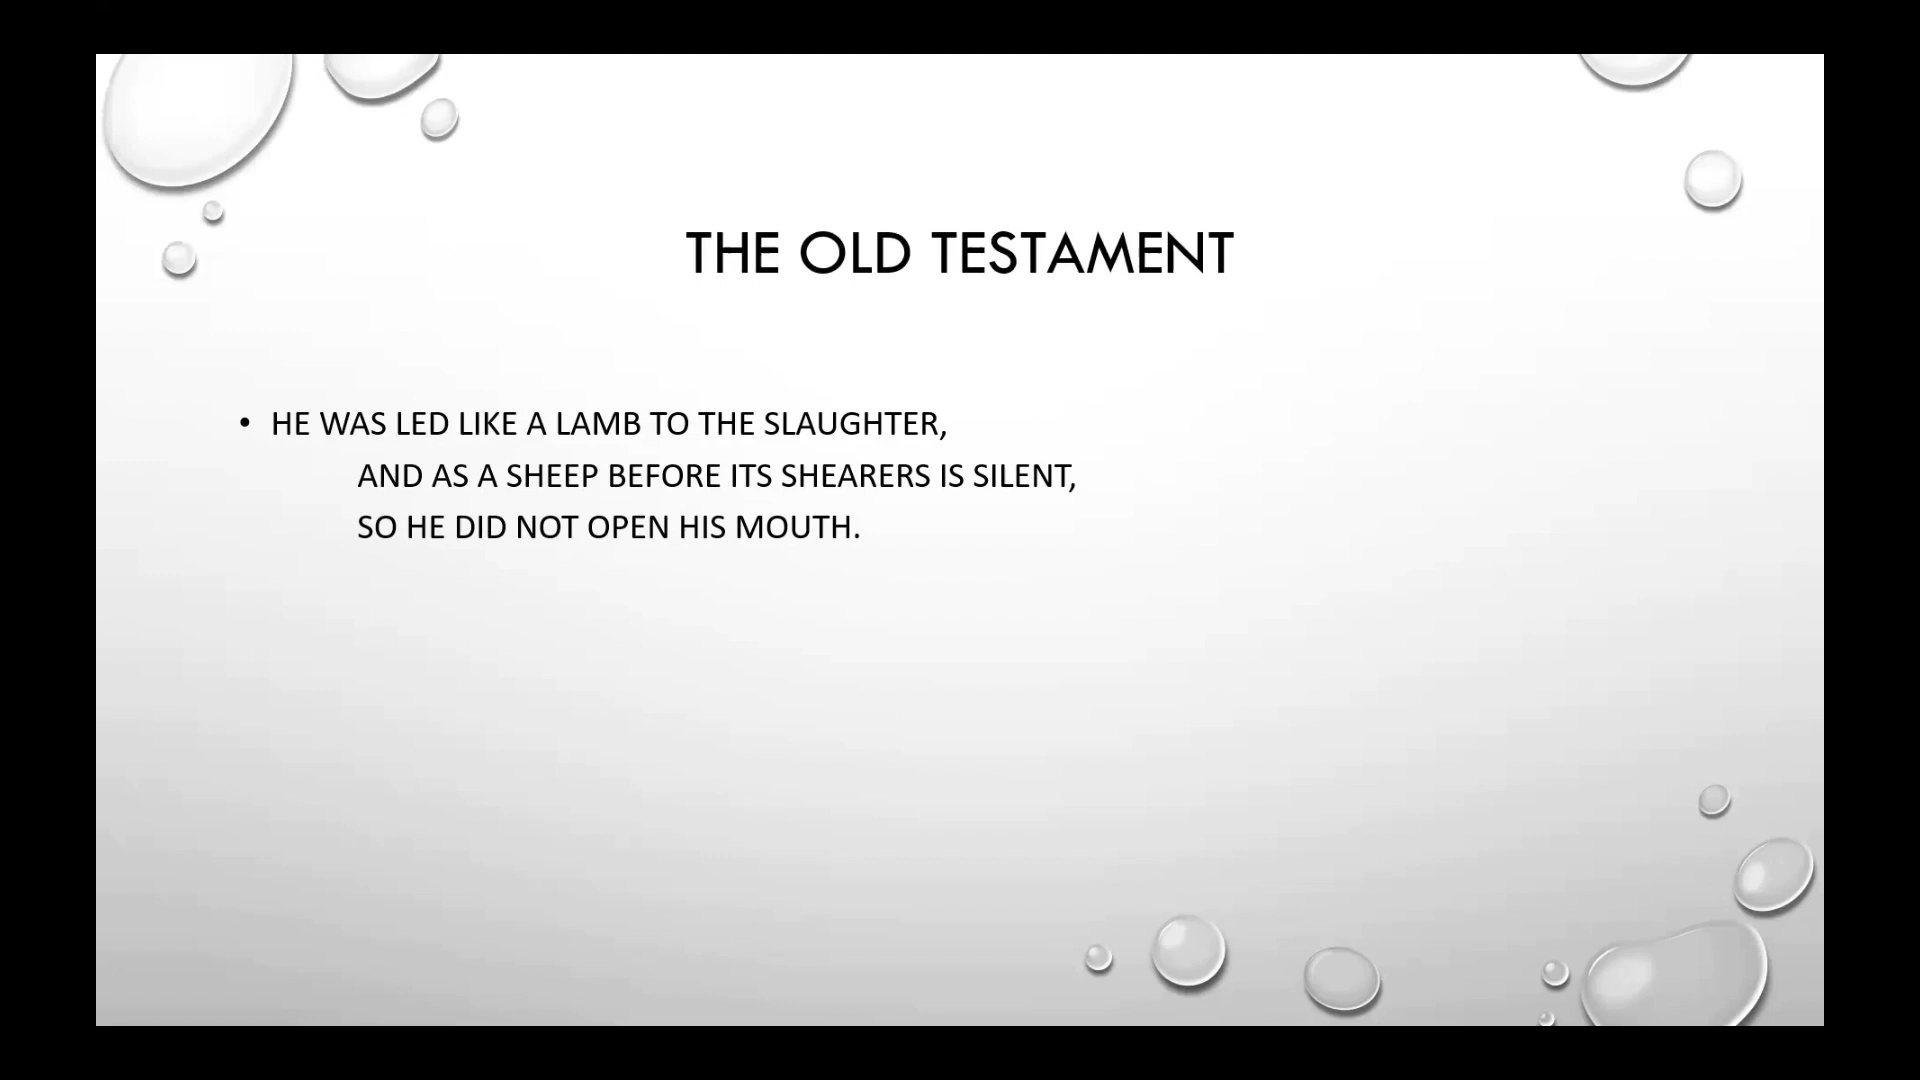 THE OLD TESTAMENT
• HE WAS LED LIKE A LAMB TO THE SLAUGHTER,
AND AS A SHEEP BEFORE ITS SHEARERS IS SILENT,
SO HE DID NOT OPEN HIS MOUTH.